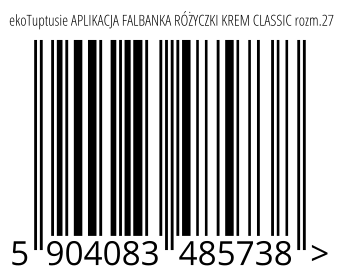 ekoTuptusie APLIKACJA FALBANKA RÓŻYCZKI KREM CLASSIC rozm.27
5 904083 485738 >